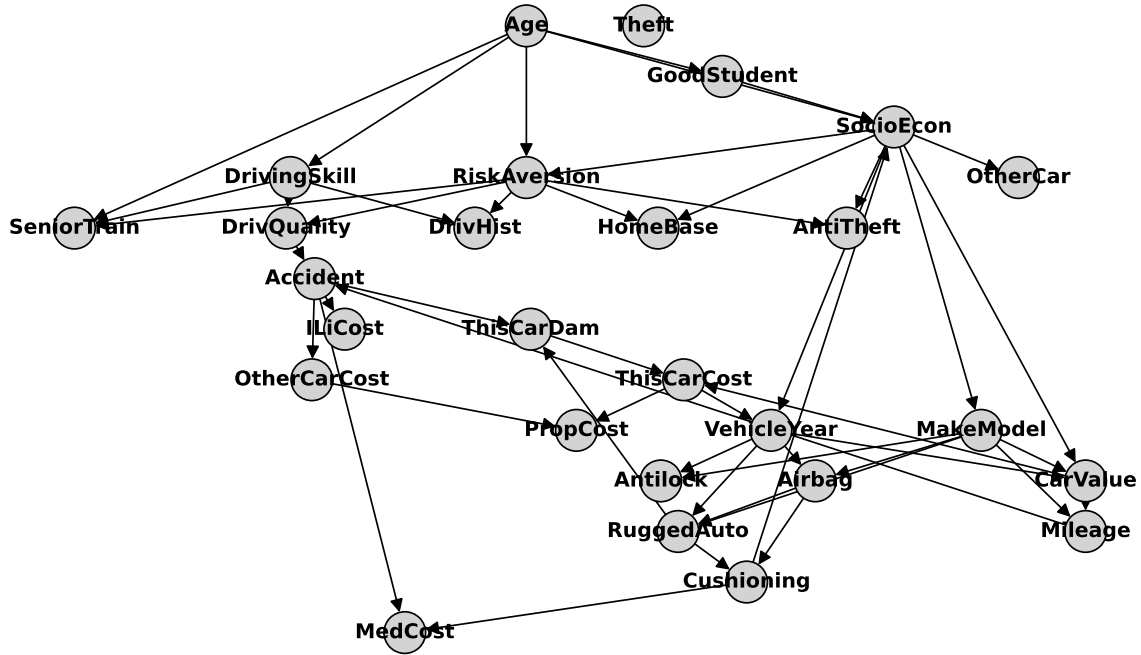 Age
Theft
GoodStudent
SocioEcon
DrivingSkill
RiskAversion
OtherCar
SeniorTrain
DrivQuality
DrivHist
HomeBase
AntiTheft
Accident
ILiCost
ThisCarDam
OtherCarCost
ThisCarCost
PropCost
VehicleYear
MakeModel
Antilock
Airbag
CarValue
RuggedAuto
Mileage
Cushioning
MedCost